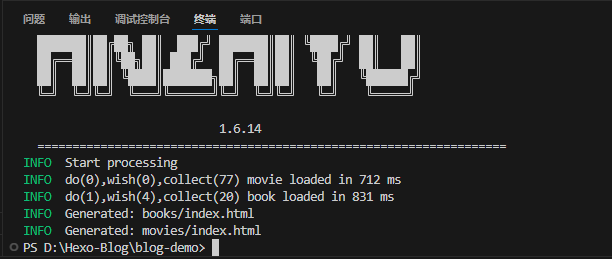 问题 输出 调试控制台 终端 端口
ANZHIYU
1.6.14
===================================================================
INFO Start processing
INFO do(0),wish(0),collect(77) movie loaded in 712 ms
INFO do(1),wish(4),collect(20) book loaded in 831 ms
INFO Generated: books/index.html
INFO Generated: movies/index.html
PS D:\Hexo-Blog\blog-demo>